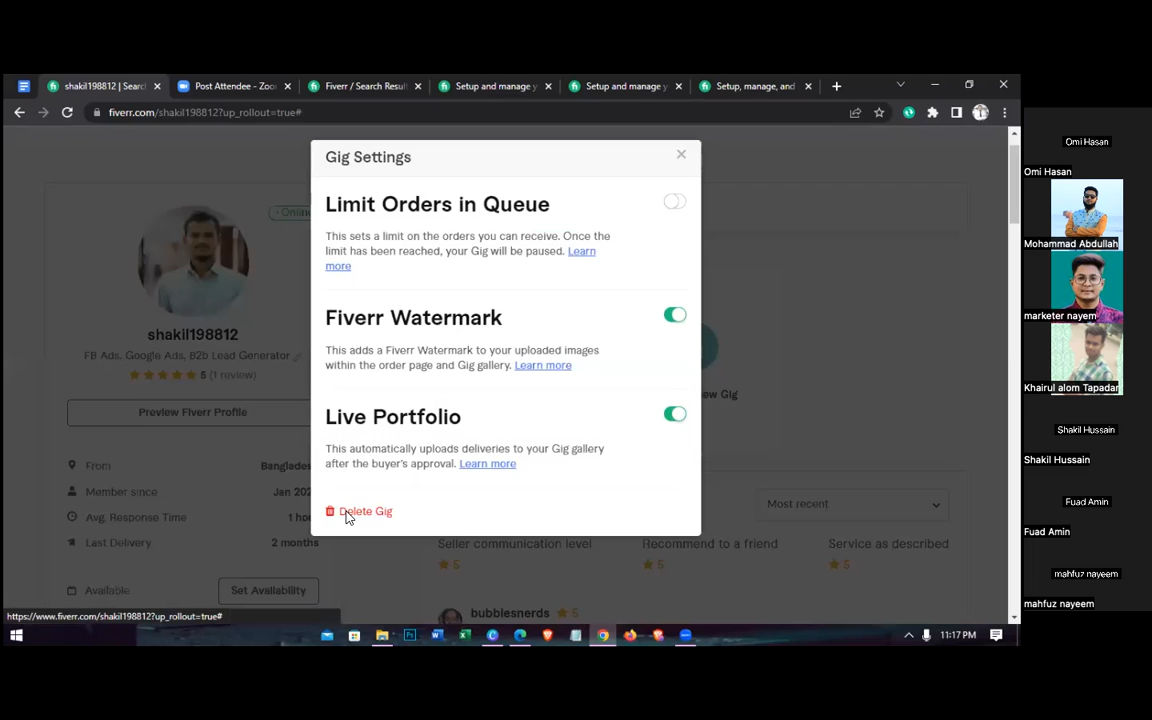 shakil198812 | Searc
Post Attendee - Zoo
Fiverr / Search Resul
Setup and manage y
Setup and manage y
Setup, manage, and
fiverr.com/shakil198812?up_rollout=true#
Gig Settings
Limit Orders in Queue
This sets a limit on the orders you can receive. Once the
limit has been reached, your Gig will be paused. Learn
more
Fiverr Watermark
This adds a Fiverr Watermark to your uploaded images
within the order page and Gig gallery. Learn more
Live Portfolio
This automatically uploads deliveries to your Gig gallery
after the buyer's approval. Learn more
Delete Gig
Online
shakil198812
FB Ads, Google Ads, B2b Lead Generator
5 (1 review)
Preview Fiverr Profile
From
Banglades
Member since
Jan 202
Avg. Response Time
1 hou
Last Delivery
2 months
Available
Set Availability
ew Gig
Most recent
Seller communication level
5
Recommend to a friend
5
Service as described
5
bubblesnerds
5
https://www.fiverr.com/shakil198812?up_rollout=true#
11:17 PM
Omi Hasan
Omi Hasan
Mohammad Abdullah
marketer nayem
Khairul alom Tapadar
Shakil Hussain
Shakil Hussain
Fuad Amin
Fuad Amin
mahfuz nayeem
mahfuz nayeem